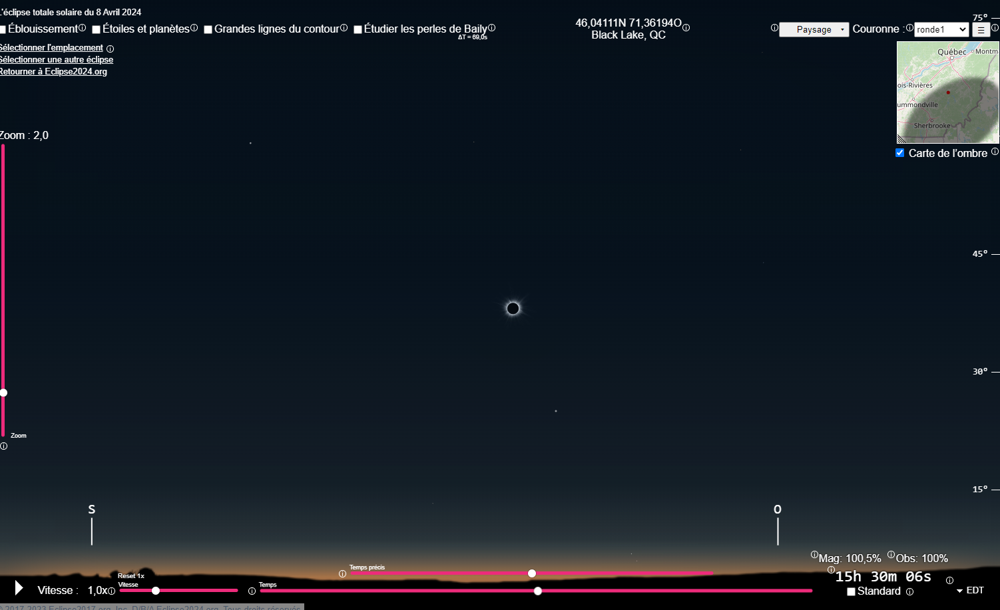 L'éclipse totale solaire du 8 Avril 2024
Éblouissement Étoiles et planètes Grandes lignes du contour Étudier les perles de Baily
ΔT = 69,0s
46,04111N 71,36194O
Black Lake, QC
Paysage Couronne : ronde1
75°
Sélectionner l'emplacement
Sélectionner une autre éclipse
Retourner à Eclipse2024.org
Québec
Montm
ois-Rivières
ummondville
Sherbrooke
Carte de l’ombre
Zoom : 2,0
45°
30°
Zoom
15°
S
O
Mag: 100,5% Obs: 100%
Temps précis
Reset 1x
15h 30m 06s
Vitesse : 1,0x
Vitesse
Temps
Standard
EDT
© 2017-2023 Eclipse2017.org, Inc. D/B/A Eclipse2024.org. Tous droits réservés